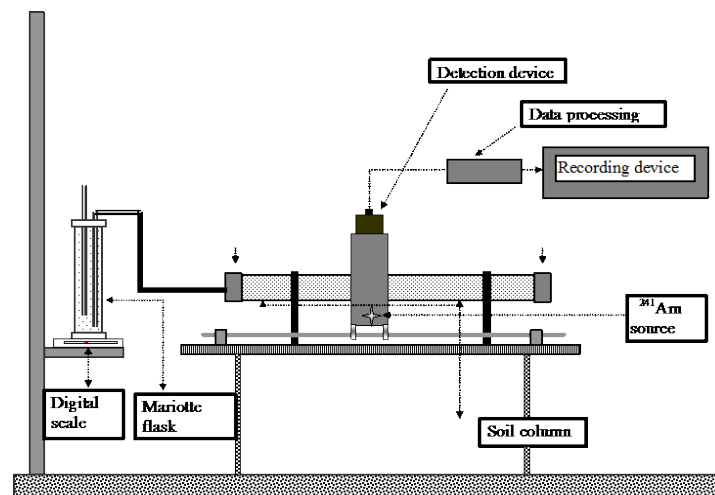 Detection device
Data processing
Recording device
241Am
source
Digital
scale
Mariotte
flask
Soil column